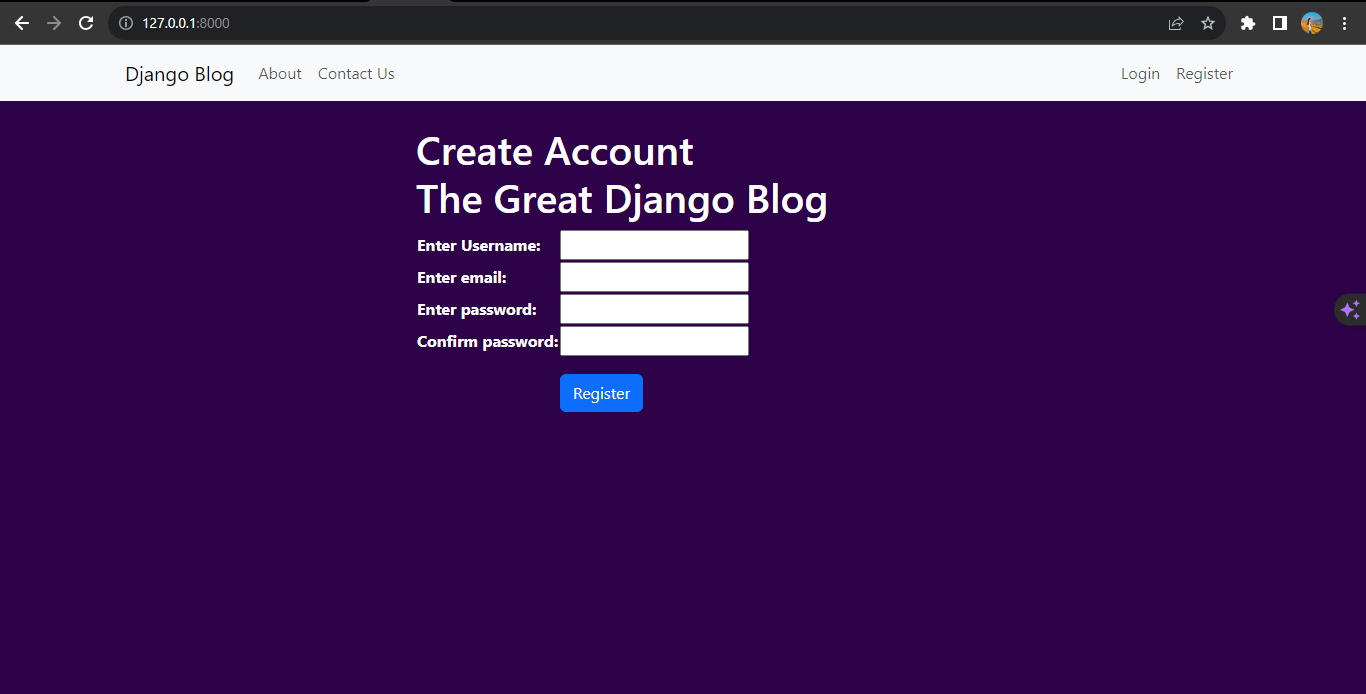 127.0.0.1:8000
Django Blog About Contact Us Login Register
Create Account
The Great Django Blog
Enter Username:
Enter email:
Enter password:
Confirm password:
Register